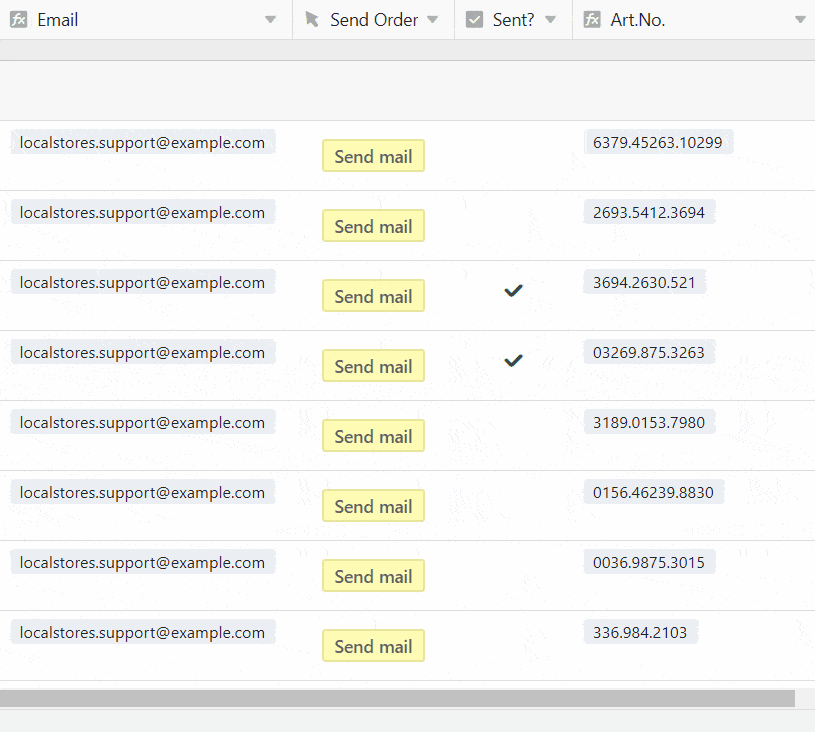 Email Send Order Sent? Art.No.
localstores.support@example.com Send mail 6379.45263.10299
localstores.support@example.com Send mail 2693.5412.3694
localstores.support@example.com Send mail 3694.2630.521
localstores.support@example.com Send mail 03269.875.3263
localstores.support@example.com Send mail 3189.0153.7980
localstores.support@example.com Send mail 0156.46239.8830
localstores.support@example.com Send mail 0036.9875.3015
localstores.support@example.com Send mail 336.984.2103